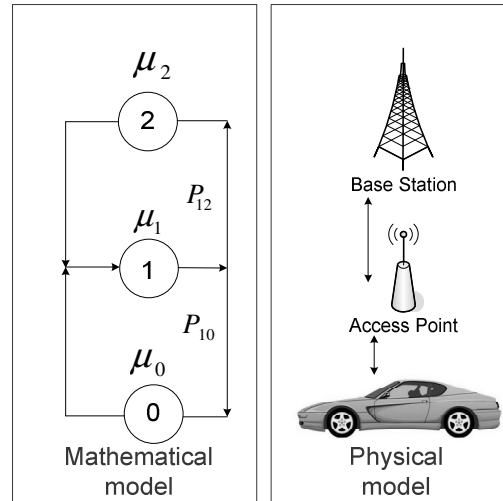 μ2
2
P12
μ1
1
P10
μ0
0
Mathematical
model
Base Station
Access Point
Physical
model